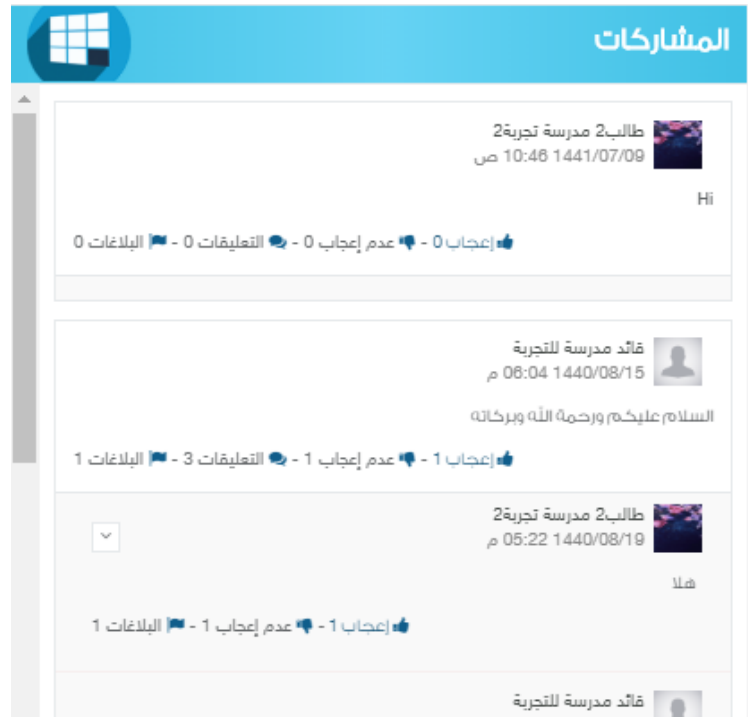 المشاركات
طالب2 مدرسة تجربة2
1441/07/09 10:46 ص
Hi
إعجاب 0 - عدم إعجاب 0 - التعليقات 0 - البلاغات 0
قائد مدرسة للتجربة
1440/08/15 06:04 م
السلام عليكم ورحمة الله وبركاته
إعجاب 1 - عدم إعجاب 1 - التعليقات 3 - البلاغات 1
طالب2 مدرسة تجربة2
1440/08/19 05:22 م
هلا
إعجاب 1 - عدم إعجاب 1 - البلاغات 1
قائد مدرسة للتجربة